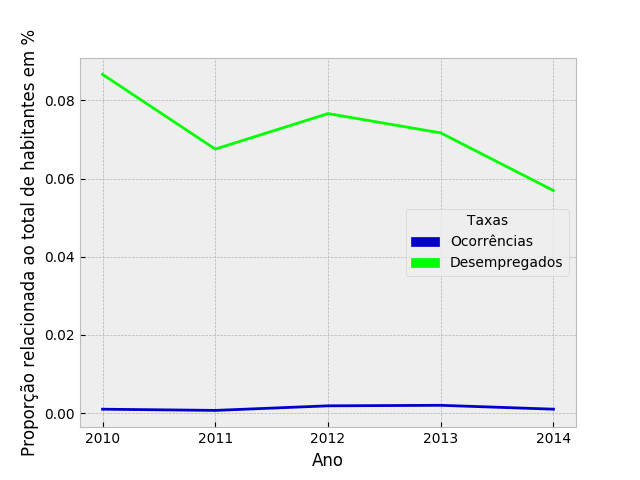 Proporção relacionada ao total de habitantes em %
0.08
0.06
0.04
0.02
0.00
Taxas
Ocorrências
Desempregados
2010 2011 2012 2013 2014
Ano